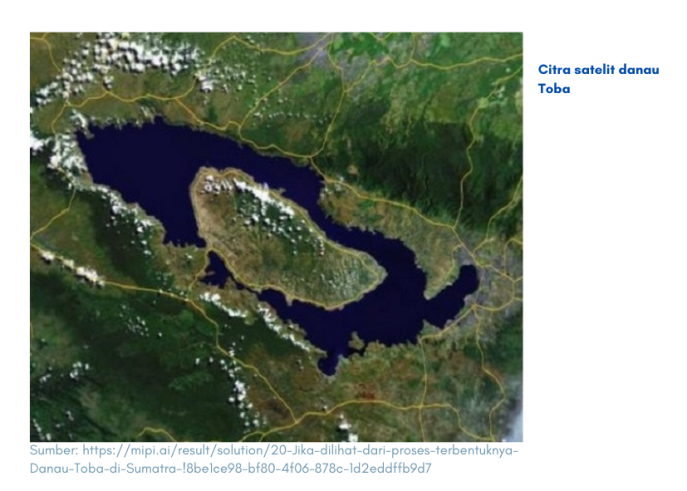 Citra satelit danau
Toba
Sumber: https://mipi.ai/result/solution/20-Jika-dilihat-dari-proses-terbentuknya-
Danau-Toba-di-Sumatra-!8be1ce98-bf80-4f06-878c-1d2eddffb9d7